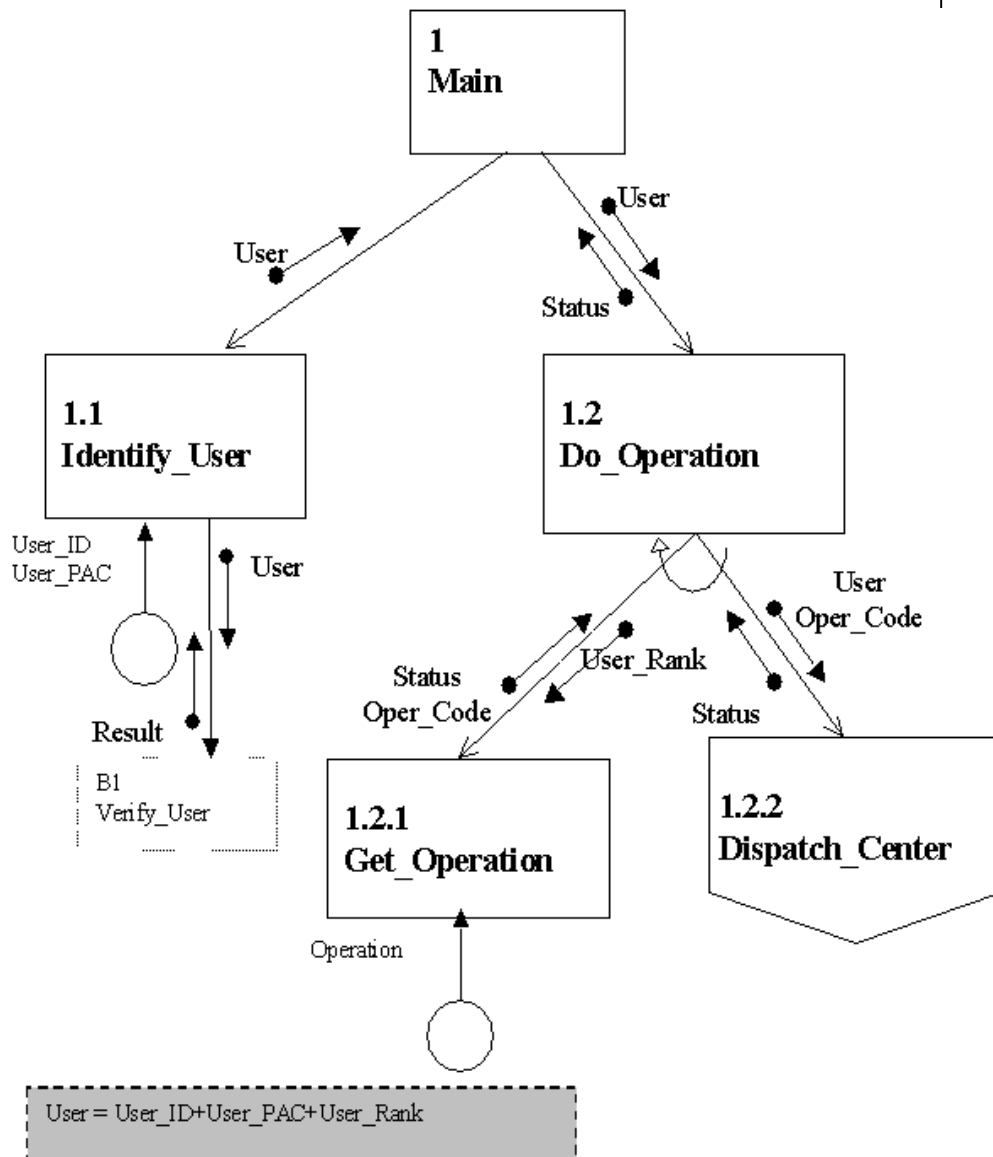 1
Main
User
User
Status
1.1
Identify_User
1.2
Do_Operation
User_ID
User_PAC
User
User
Oper_Code
Status
Oper_Code
User_Rank
Status
Result
B1
Verify_User
1.2.1
Get_Operation
1.2.2
Dispatch_Center
Operation
User = User_ID+User_PAC+User_Rank